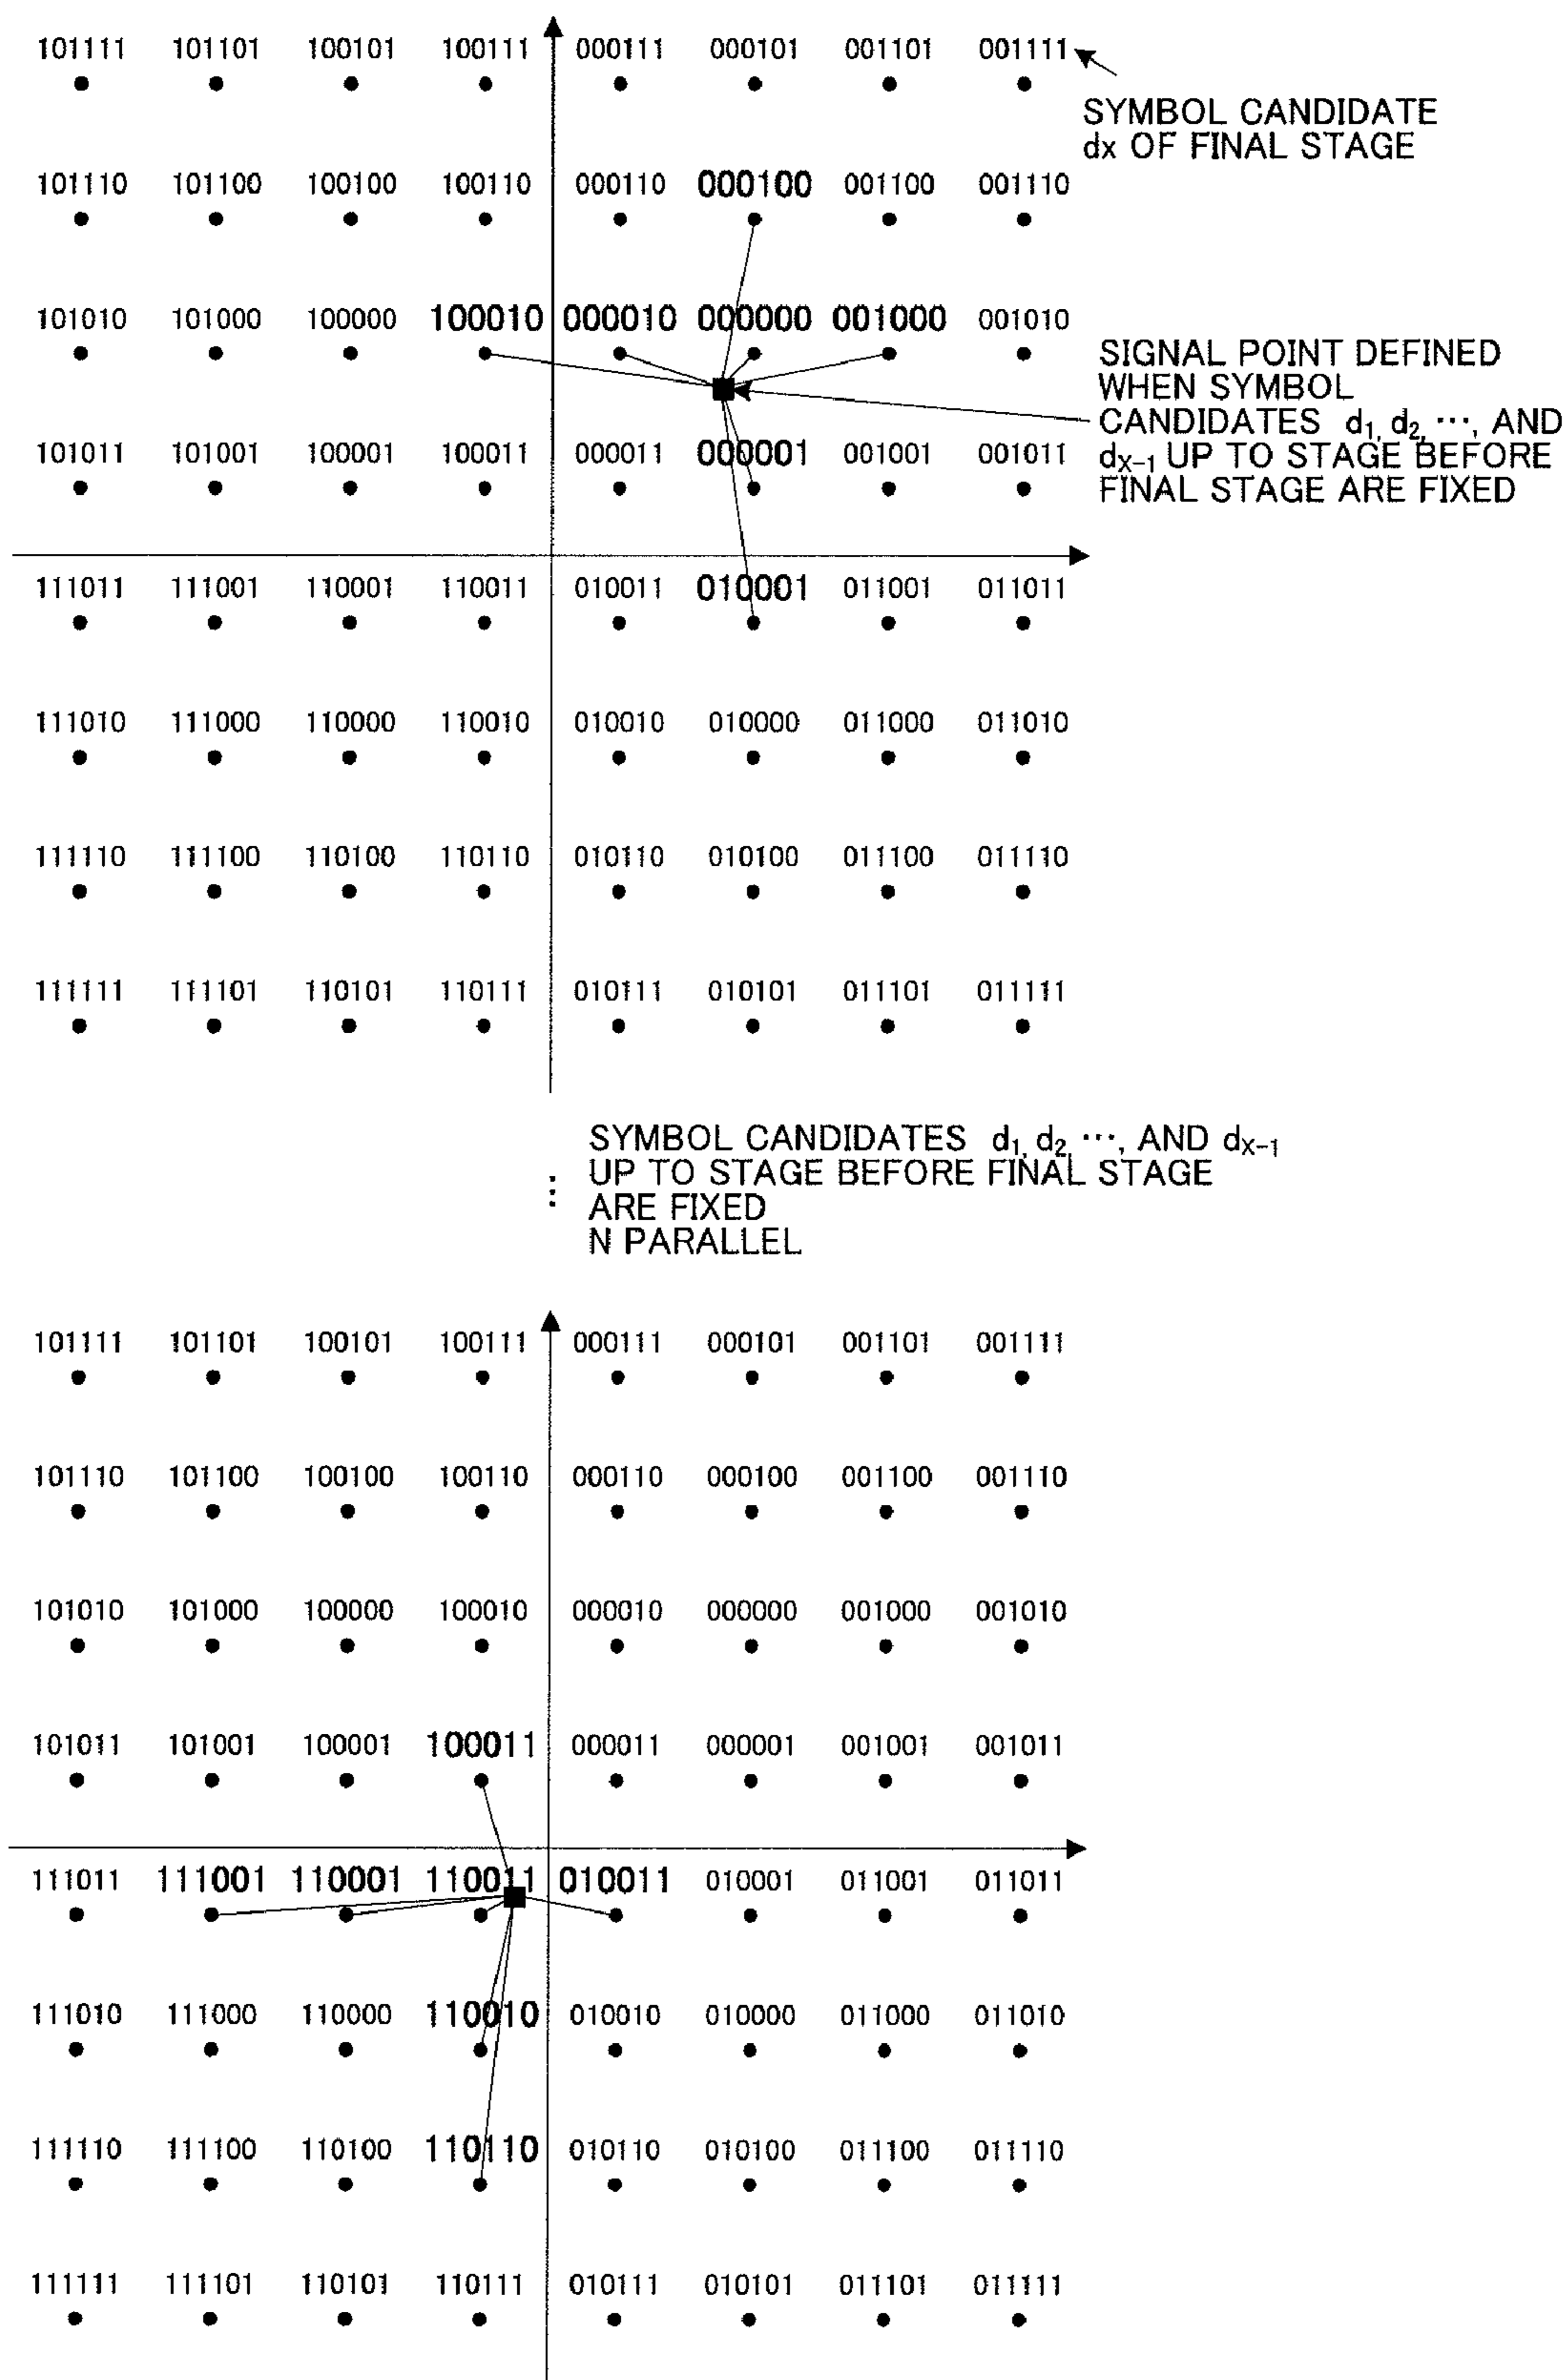 101111 101101 100101 100111 000111 000101 001101 001111
SYMBOL CANDIDATE
dx OF FINAL STAGE
101110 101100 100100 100110 000110 000100 001100 001110
101010 101000 100000 100010 000010 000000 001000 001010
SIGNAL POINT DEFINED
WHEN SYMBOL
CANDIDATES d1, d2, ⋯, AND
dX-1 UP TO STAGE BEFORE
FINAL STAGE ARE FIXED
101011 101001 100001 100011 000011 000001 001001 001011
111011 111001 110001 110011 010011 010001 011001 011011
111010 111000 110000 110010 010010 010000 011000 011010
111110 111100 110100 110110 010110 010100 011100 011110
111111 111101 110101 110111 010111 010101 011101 011111
SYMBOL CANDIDATES d1, d2, ⋯, AND dX-1
UP TO STAGE BEFORE FINAL STAGE
ARE FIXED
N PARALLEL
101111 101101 100101 100111 000111 000101 001101 001111
101110 101100 100100 100110 000110 000100 001100 001110
101010 101000 100000 100010 000010 000000 001000 001010
101011 101001 100001 100011 000011 000001 001001 001011
111011 111001 110001 110011 010011 010001 011001 011011
111010 111000 110000 110010 010010 010000 011000 011010
111110 111100 110100 110110 010110 010100 011100 011110
111111 111101 110101 110111 010111 010101 011101 011111